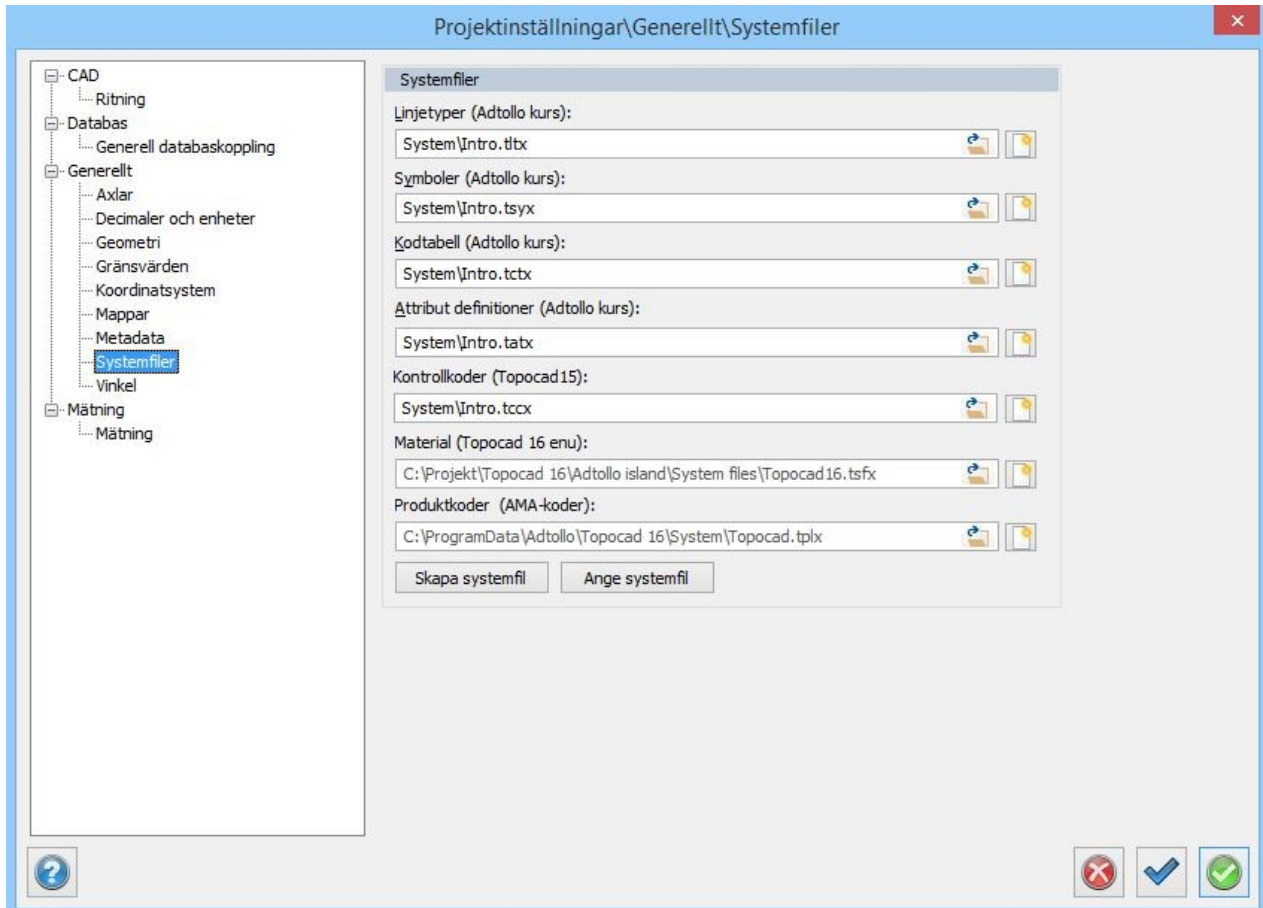 Projektinställningar\Generellt\Systemfiler
CAD
Ritning
Databas
Generell databaskoppling
Generellt
Axlar
Decimaler och enheter
Geometri
Gränsvärden
Koordinatsystem
Mappar
Metadata
Systemfiler
Vinkel
Mätning
Mätning
Systemfiler
Linjetyper (Adtollo kurs):
System\Intro.tltx
Symboler (Adtollo kurs):
System\Intro.tsyx
Kodtabell (Adtollo kurs):
System\Intro.tctx
Attribut definitioner (Adtollo kurs):
System\Intro.tatx
Kontrollkoder (Topocad15):
System\Intro.tccx
Material (Topocad 16 enu):
C:\Projekt\Topocad 16\Adtollo island\System files\Topocad16.tsfx
Produktkoder (AMA-koder):
C:\ProgramData\Adtollo\Topocad 16\System\Topocad.tplx
Skapa systemfil
Ange systemfil